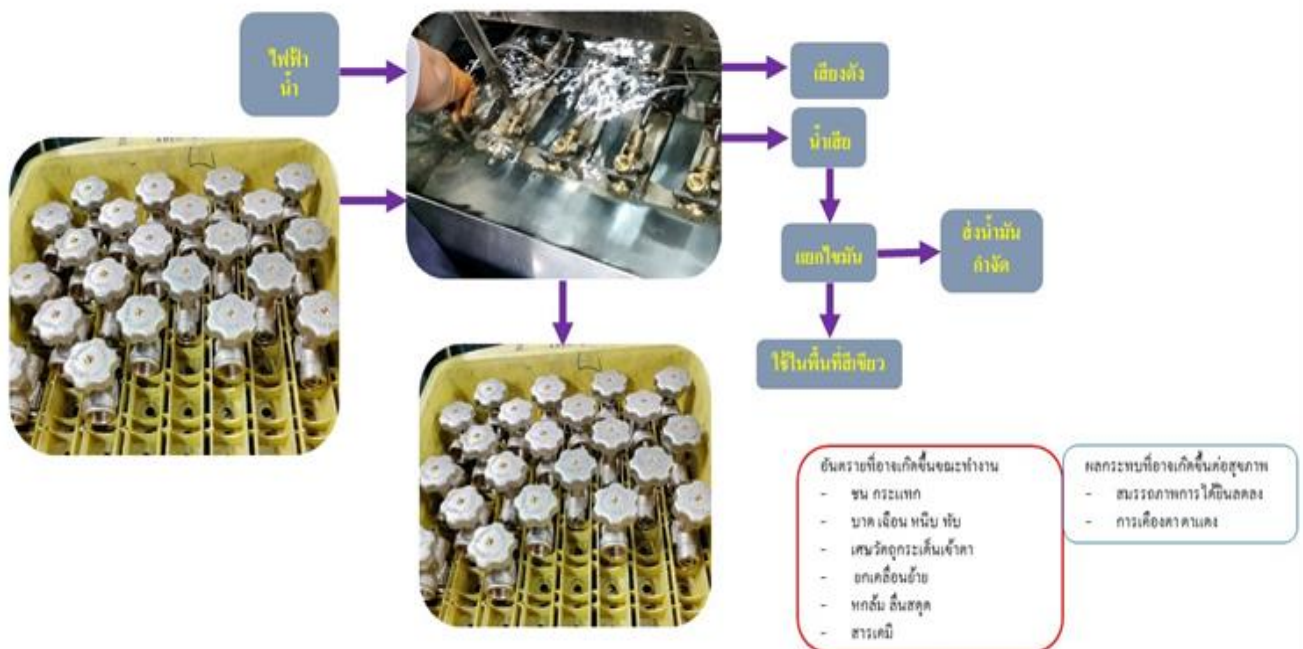 ไฟฟ้า
น้ำ
เสียงดัง
น้ำเสีย
แยกไขมัน
ส่งน้ำมัน
กำจัด
ใช้ในพื้นที่สีเขียว
อันตรายที่อาจเกิดขึ้นขณะทำงาน
- ชน กระแทก
- บาด เฉือน หนีบ ทับ
- เศษวัตถุกระเด็นเข้าตา
- ยกเคลื่อนย้าย
- หกล้ม ลื่นสดุด
- สารเคมี
ผลกระทบที่อาจเกิดขึ้นต่อสุขภาพ
- สมรรถภาพการได้ยินลดลง
- การเคืองตา ตาแดง